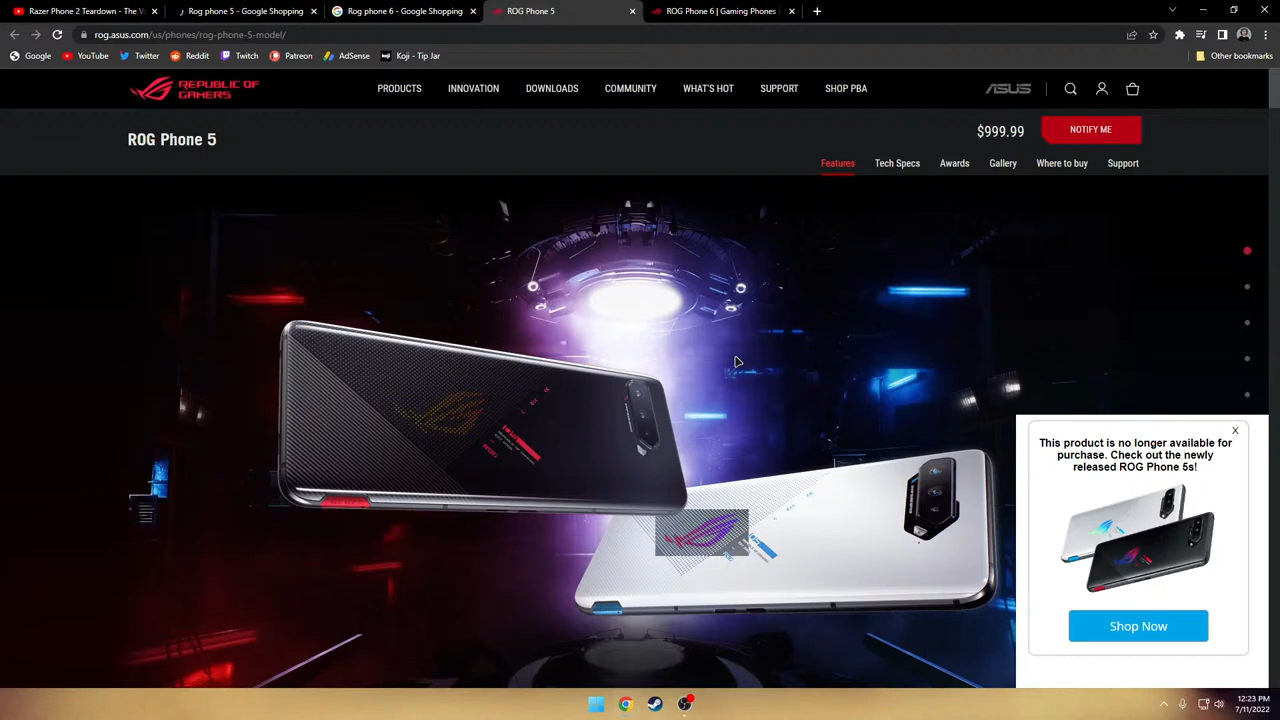 Razer Phone 2 Teardown - The V
Rog phone 5 - Google Shopping
Rog phone 6 - Google Shopping
ROG Phone 5
ROG Phone 6 | Gaming Phones
rog.asus.com/us/phones/rog-phone-5-model/
Google
YouTube
Twitter
Reddit
Twitch
Patreon
AdSense
Koji - Tip Jar
Other bookmarks
REPUBLIC OF
GAMERS
PRODUCTS
INNOVATION
DOWNLOADS
COMMUNITY
WHAT'S HOT
SUPPORT
SHOP PBA
ASUS
ROG Phone 5
$999.99
NOTIFY ME
Features
Tech Specs
Awards
Gallery
Where to buy
Support
X
This product is no longer available for
purchase. Check out the newly
released ROG Phone 5s!
Shop Now
12:23 PM
7/11/2022